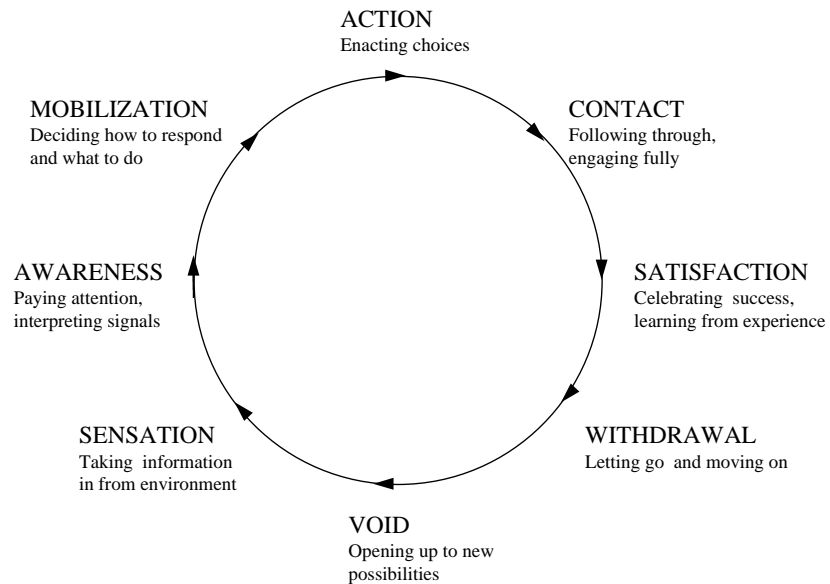 ACTION
Enacting choices
CONTACT
Following through,
engaging fully
SATISFACTION
Celebrating success,
learning from experience
WITHDRAWAL
Letting go and moving on
VOID
Opening up to new
possibilities
SENSATION
Taking information
in from environment
AWARENESS
Paying attention,
interpreting signals
MOBILIZATION
Deciding how to respond
and what to do